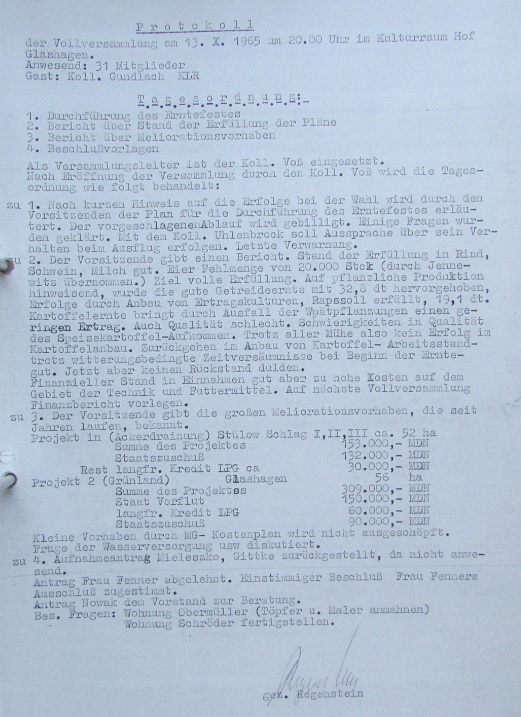 P r o t o k o l l
der Vollversammlung am 13. X. 1965 um 20.00 Uhr im Kulturraum Hof
Glashagen.
Anwesend: 31 Mitglieder
Gast: Koll. Gundlach KLR
T a g e s o r d n u n g :
1. Durchführung des Erntefestes
2. Bericht über Stand der Erfüllung der Pläne
3. Bericht über Meliorationsvorhaben
4. Beschlußvorlagen
Als Versammlungsleiter ist der Koll. Voß eingesetzt.
Nach Eröffnung der Versammlung durch den Koll. Voß wird die Tages-
ordnung wie folgt behandelt:
zu 1. Nach kurzen Hinweis auf die Erfolge bei der Wahl wird durch den
Vorsitzenden der Plan für die Durchführung des Erntefestes erläu-
tert. Der vorgeschlagenenAblauf wird gebilligt. Einige Fragen wur-
den geklärt. Mit dem Koll. Uhlenbrock soll Aussprache über sein Ver-
halten beim Ausflug erfolgen. Letzte Verwarnung.
zu 2. Der Vorsitzende gibt einen Bericht. Stand der Erfüllung in Rind,
Schwein, Milch gut. Eier Fehlmenge von 20.000 Stck (durch Jenne-
witz übernommen.) Ziel volle Erfüllung. Auf pflanzliche Produktion
hinweisend, wurde die gute Getreideernte mit 32,8 dt hervorgehoben,
Erfolge durch Anbau von Ertragskulturen, Rapssoll erfüllt, 19,1 dt.
Kartoffelernte bringt durch Ausfall der Wpätpflanzungen einen ge-
ringen Ertrag. Auch Qualität schlecht. Schwierigkeiten in Qualität
des Speisekartoffel-Aufkommen. Trotz aller Mühe also kein Erfolg im
Kartoffelanbau. Zurückgehen in Anbau von Kartoffel- Arbeitsstand-
trotz witterungsbedingte Zeitversäumnisse bei Beginn der Ernte-
gut. Jetzt aber keinen Rückstand dulden.
Finanzieller Stand in Einnahmen gut aber zu hohe Kosten auf dem
Gebiet der Technik und Futtermittel. Auf nächste Vollversammlung
Finanzbericht vorlegen.
zu 3. Der Vorsitzende gibt die großen Meliorationsvorhaben, die seit
Jahren laufen, bekannt.
Projekt in (Ackerdrainung) Stülow Schlag I,II,III ca. 52 ha
Summe des Projektes 153.000,- MDN
Staatszuschuß 132.000,- MDN
Rest langfr. Kredit LPG ca 30.000,- MDN
Projekt 2 (Grünland) Glashagen 56 ha
Summe des Projektes 309.000,- MDN
Staat Vorflut 150.000,- MDN
langfr. Kredit LPG 60.000,- MDN
Staatszuschuß 90.000,- MDN
Kleine Vorhaben durch MG- Kostenplan wird nicht ausgeschöpft.
Frage der Wasserversorgung usw diskutiert.
zu 4. Aufnahmeantrag Mieleszko, Gittke zurückgestellt, da nicht anwe-
send.
Antrag Frau Fenner abgelehnt. Einstimmiger Beschluß Frau Fenners
Ausschluß zugestimmt.
Antrag Nowak dem Vorstand zur Beratung.
Bes. Fragen: Wohnung Obermüller (Töpfer u. Maler anmahnen)
Wohnung Schröder fertigstellen.
gez. Regenstein